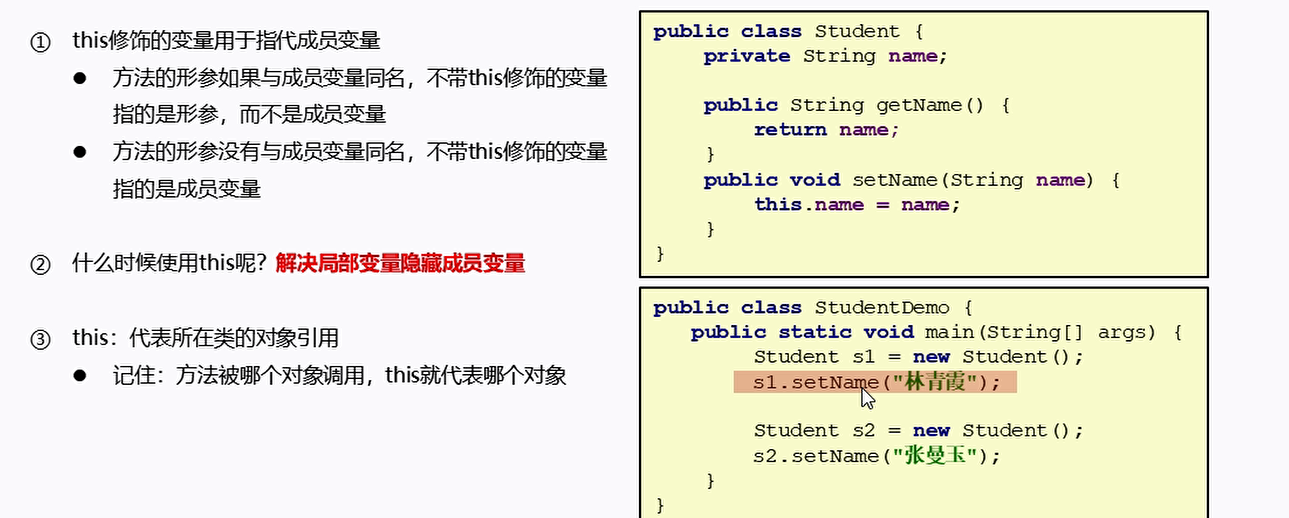 ① this修饰的变量用于指代成员变量
● 方法的形参如果与成员变量同名，不带this修饰的变量
指的是形参，而不是成员变量
● 方法的形参没有与成员变量同名，不带this修饰的变量
指的是成员变量
② 什么时候使用this呢？解决局部变量隐藏成员变量
③ this：代表所在类的对象引用
● 记住：方法被哪个对象调用，this就代表哪个对象
public class Student {
private String name;
public String getName() {
return name;
}
public void setName(String name) {
this.name = name;
}
}
public class StudentDemo {
public static void main(String[] args) {
Student s1 = new Student();
s1.setName("林青霞");
Student s2 = new Student();
s2.setName("张曼玉");
}
}